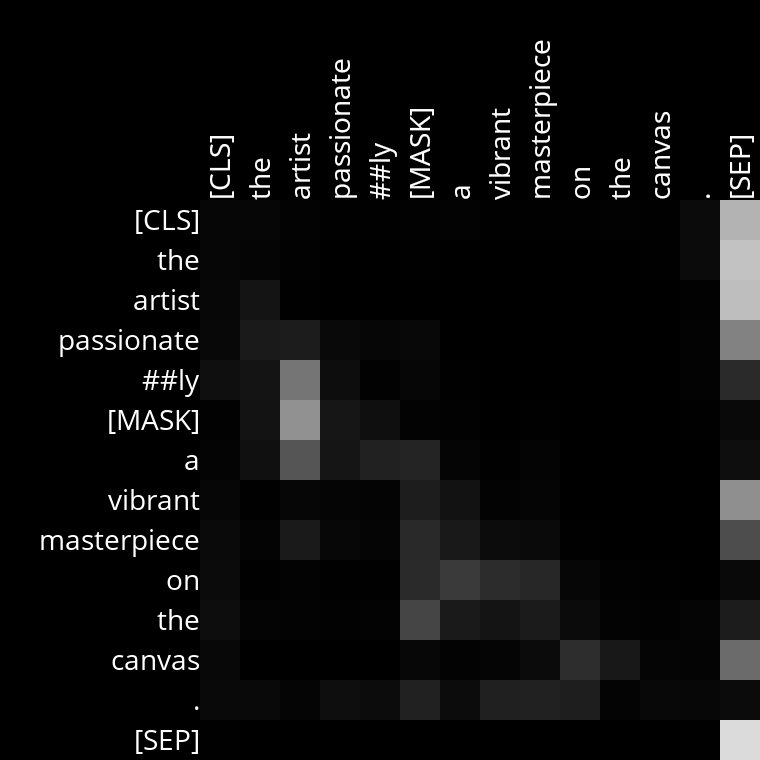 [CLS]
the
artist
passionate
##ly
[MASK]
a
vibrant
masterpiece
on
the
canvas
.
[SEP]
[CLS]
the
artist
passionate
##ly
[MASK]
a
vibrant
masterpiece
on
the
canvas
.
[SEP]